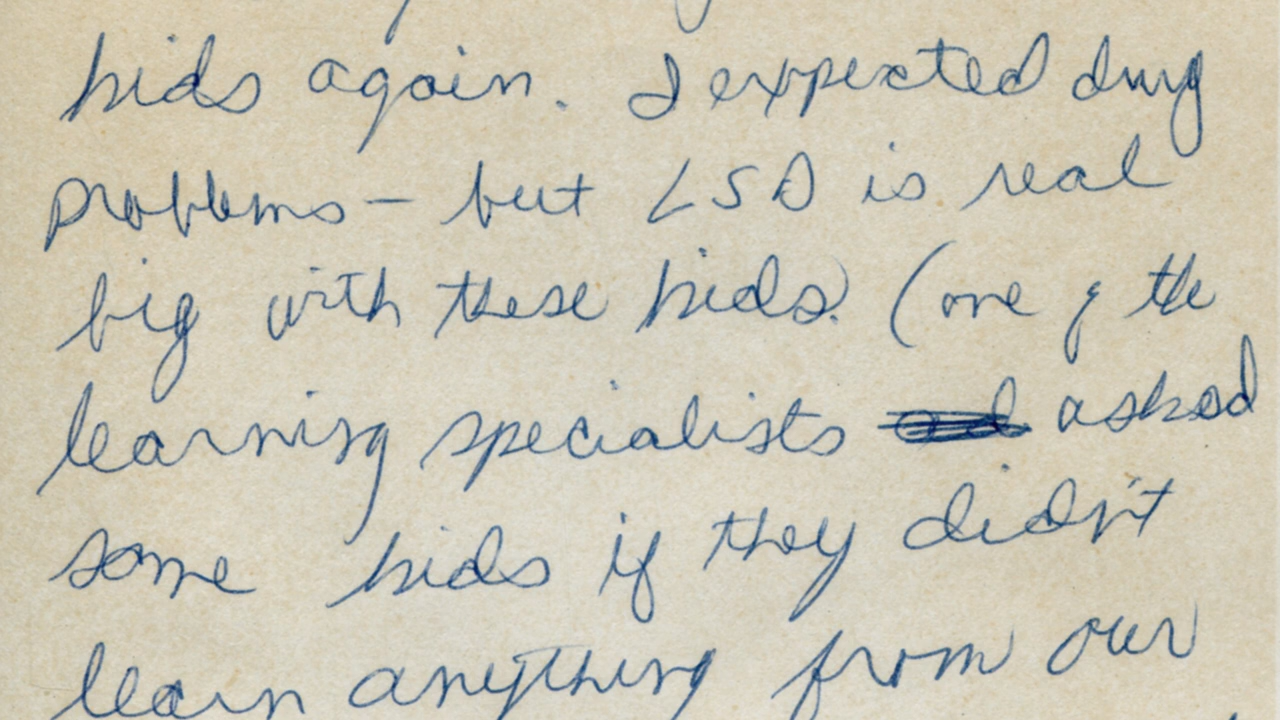 kids again. I expected drug
problems - but LSD is real
big with these kids. (one of the
learning specialists asked
some kids if they didn't
learn anything from our